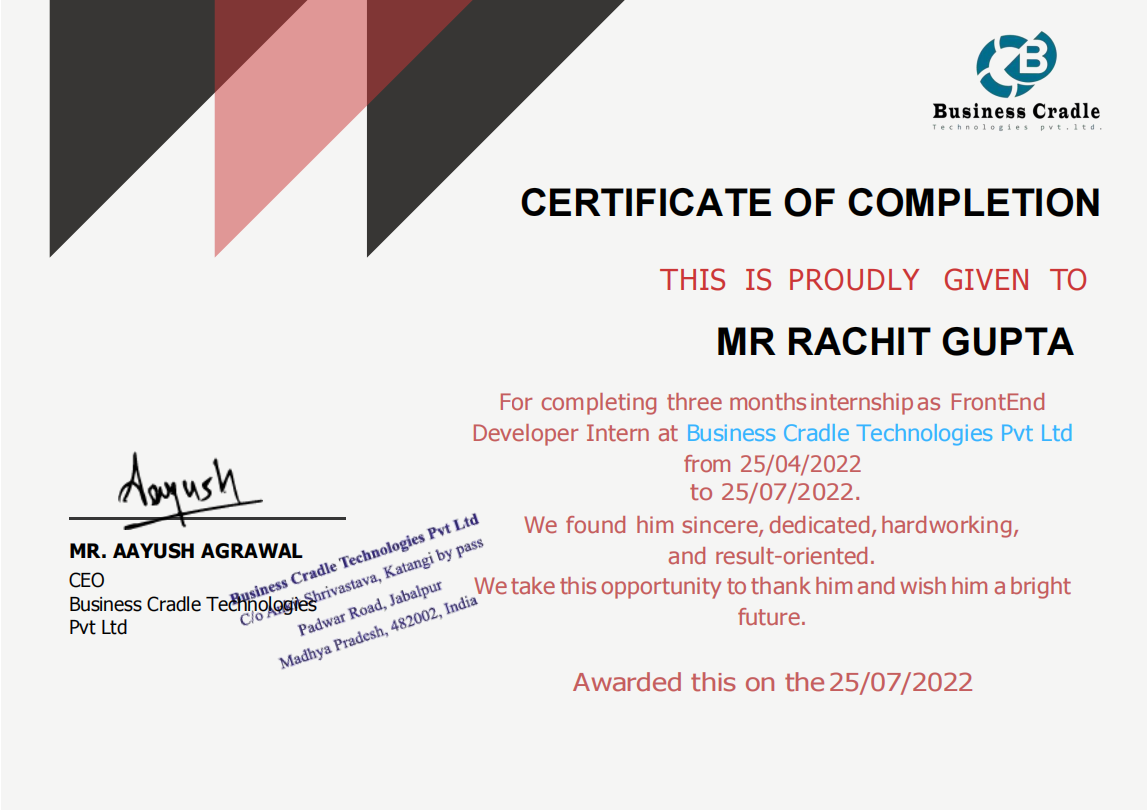 Business Cradle
Technologies pvt.ltd.
CERTIFICATE OF COMPLETION
THIS IS PROUDLY GIVEN TO
MR RACHIT GUPTA
For completing three months internship as FrontEnd
Developer Intern at Business Cradle Technologies Pvt Ltd
from 25/04/2022
to 25/07/2022.
We found him sincere, dedicated, hardworking,
and result-oriented.
We take this opportunity to thank him and wish him a bright
future.
Awarded this on the 25/07/2022
Aayush
MR. AAYUSH AGRAWAL
CEO
Business Cradle Technologies
Pvt Ltd
Business Cradle Technologies Pvt Ltd
C/o Ankit Shrivastava, Katangi by pass
Padwar Road, Jabalpur
Madhya Pradesh, 482002, India